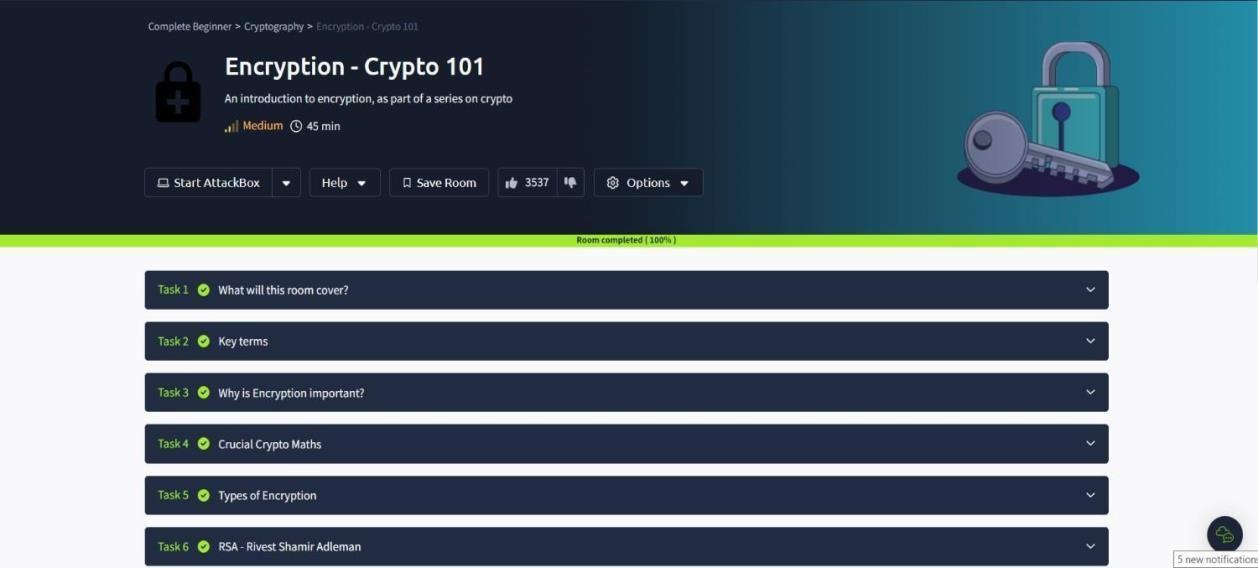 Complete Beginner > Cryptography > Encryption - Crypto 101
Encryption - Crypto 101
An introduction to encryption, as part of a series on crypto
Medium 45 min
Start AttackBox Help Save Room 3537 Options
Room completed ( 100% )
Task 1 What will this room cover?
Task 2 Key terms
Task 3 Why is Encryption important?
Task 4 Crucial Crypto Maths
Task 5 Types of Encryption
Task 6 RSA - Rivest Shamir Adleman
5 new notifications